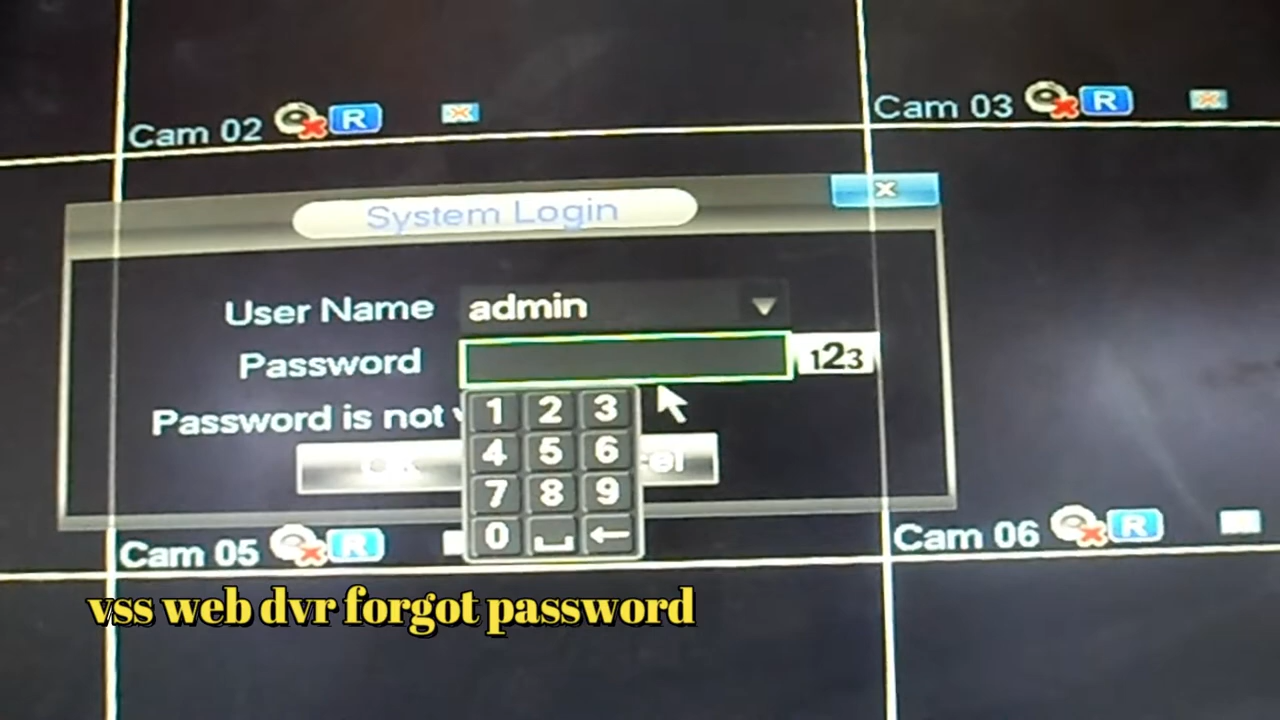 Cam 02 R
Cam 03 R
System Login
User Name admin
Password 123
Password is not
1 2 3
4 5 6
7 8 9
0 ←
Cam 05 R
Cam 06 R
vss web dvr forgot password